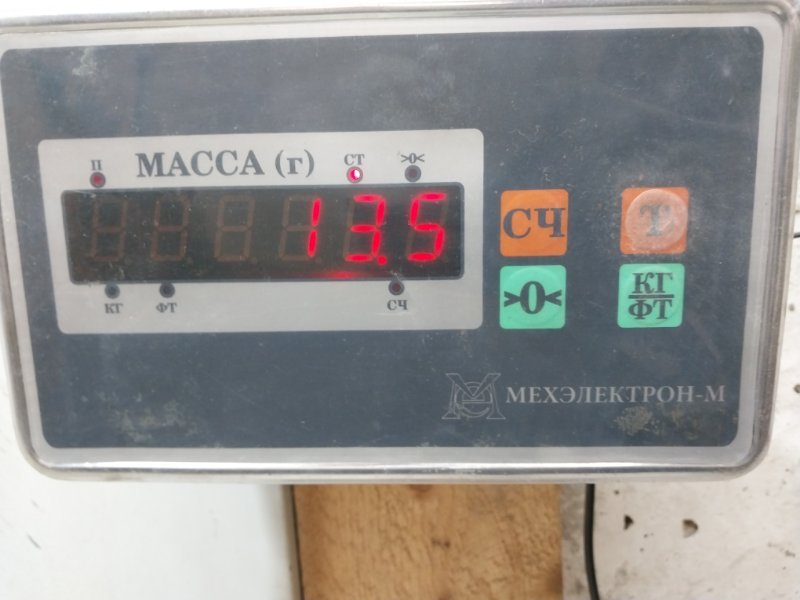 П МАССА (г) СТ >0<
13.5
КГ ФТ СЧ
СЧ Т
>0< КГ/ФТ
МЕХЭЛЕКТРОН-М